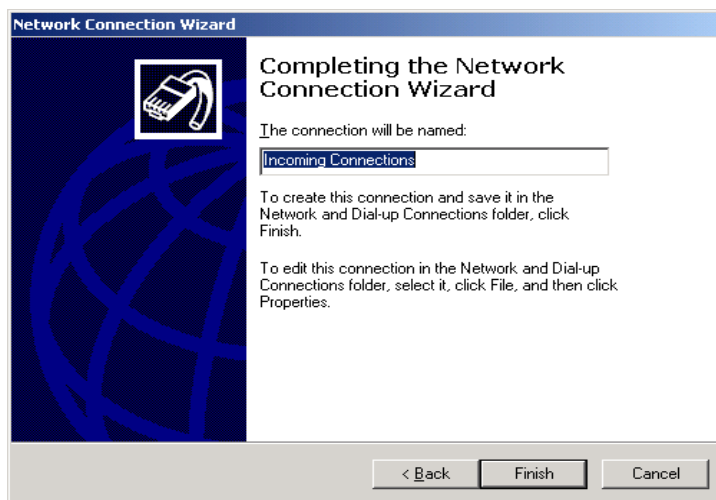 Network Connection Wizard
Completing the Network
Connection Wizard
The connection will be named:
Incoming Connections
To create this connection and save it in the
Network and Dial-up Connections folder, click
Finish.
To edit this connection in the Network and Dial-up
Connections folder, select it, click File, and then click
Properties.
< Back
Finish
Cancel